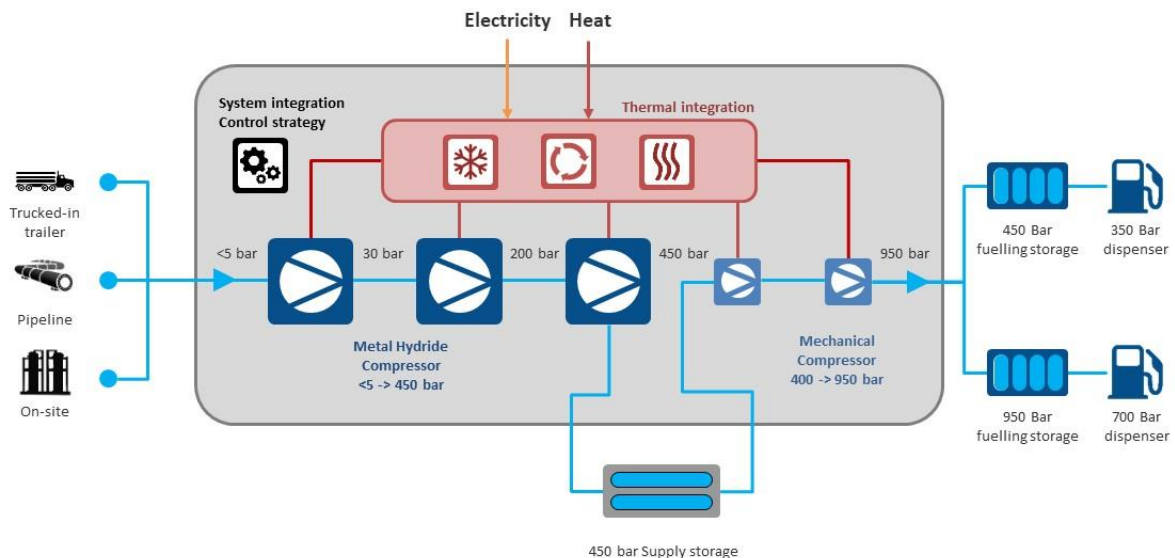 Electricity
Heat
System integration
Control strategy
Thermal integration
Trucked-in
trailer
Pipeline
On-site
<5 bar
30 bar
200 bar
450 bar
950 bar
Metal Hydride
Compressor
<5 -> 450 bar
Mechanical
Compressor
400 -> 950 bar
450 Bar
fuelling storage
350 Bar
dispenser
950 Bar
fuelling storage
700 Bar
dispenser
450 bar Supply storage